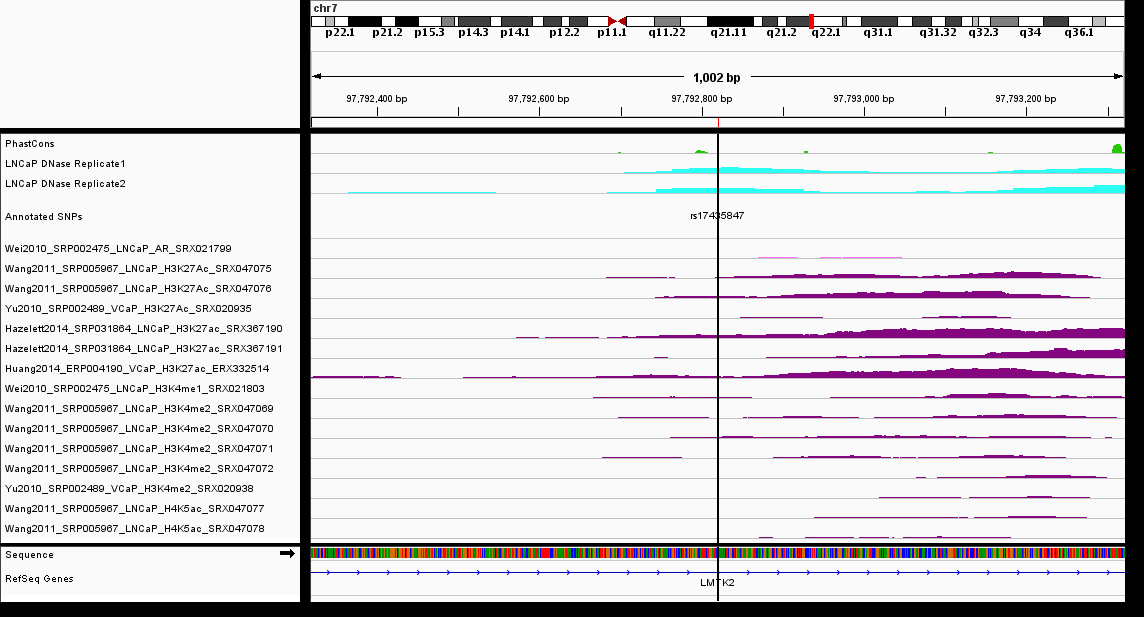 chr7
p22.1 p21.2 p15.3 p14.3 p14.1 p12.2 p11.1 q11.22 q21.11 q21.2 q22.1 q31.1 q31.32 q32.3 q34 q36.1
1,002 bp
97,792,400 bp 97,792,600 bp 97,792,800 bp 97,793,000 bp 97,793,200 bp
PhastCons
LNCaP DNase Replicate1
LNCaP DNase Replicate2
Annotated SNPs rs17435847
Wei2010_SRP002475_LNCaP_AR_SRX021799
Wang2011_SRP005967_LNCaP_H3K27Ac_SRX047075
Wang2011_SRP005967_LNCaP_H3K27Ac_SRX047076
Yu2010_SRP002489_VCaP_H3K27Ac_SRX020935
Hazelett2014_SRP031864_LNCaP_H3K27ac_SRX367190
Hazelett2014_SRP031864_LNCaP_H3K27ac_SRX367191
Huang2014_ERP004190_VCaP_H3K27ac_ERX332514
Wei2010_SRP002475_LNCaP_H3K4me1_SRX021803
Wang2011_SRP005967_LNCaP_H3K4me2_SRX047069
Wang2011_SRP005967_LNCaP_H3K4me2_SRX047070
Wang2011_SRP005967_LNCaP_H3K4me2_SRX047071
Wang2011_SRP005967_LNCaP_H3K4me2_SRX047072
Yu2010_SRP002489_VCaP_H3K4me2_SRX020938
Wang2011_SRP005967_LNCaP_H4K5ac_SRX047077
Wang2011_SRP005967_LNCaP_H4K5ac_SRX047078
Sequence
RefSeq Genes LMTK2